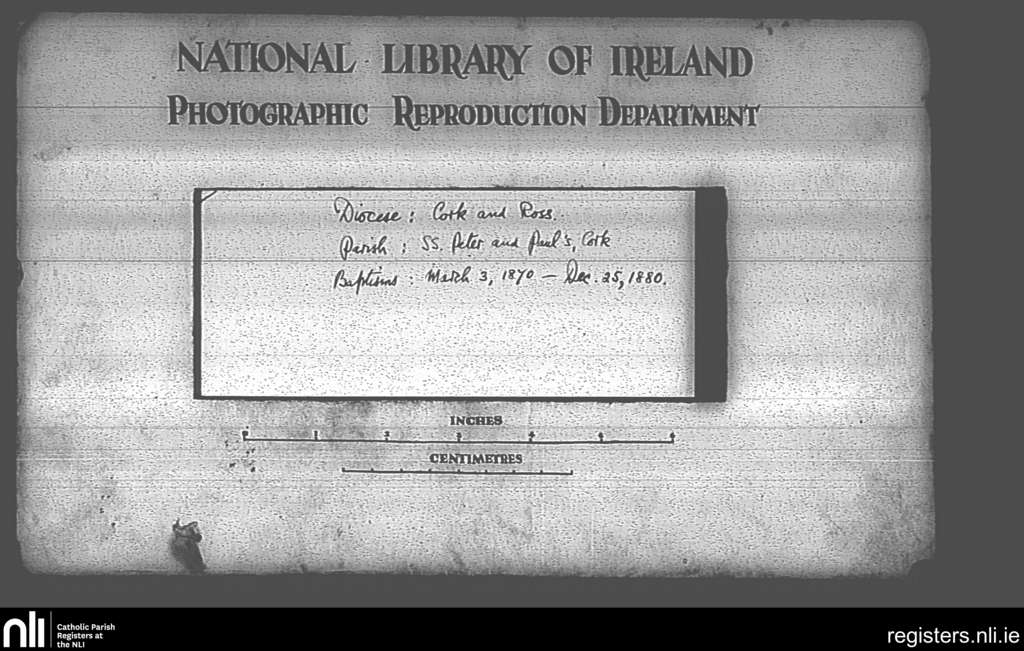 NATIONAL LIBRARY OF IRELAND
PHOTOGRAPHIC REPRODUCTION DEPARTMENT
Diocese: Cork and Ross.
Parish: SS. Peter and Paul's, Cork
Baptisms: March 3, 1870 – Dec. 25, 1880.
INCHES
CENTIMETRES
nli
Catholic Parish
Registers at
the NLI
registers.nli.ie